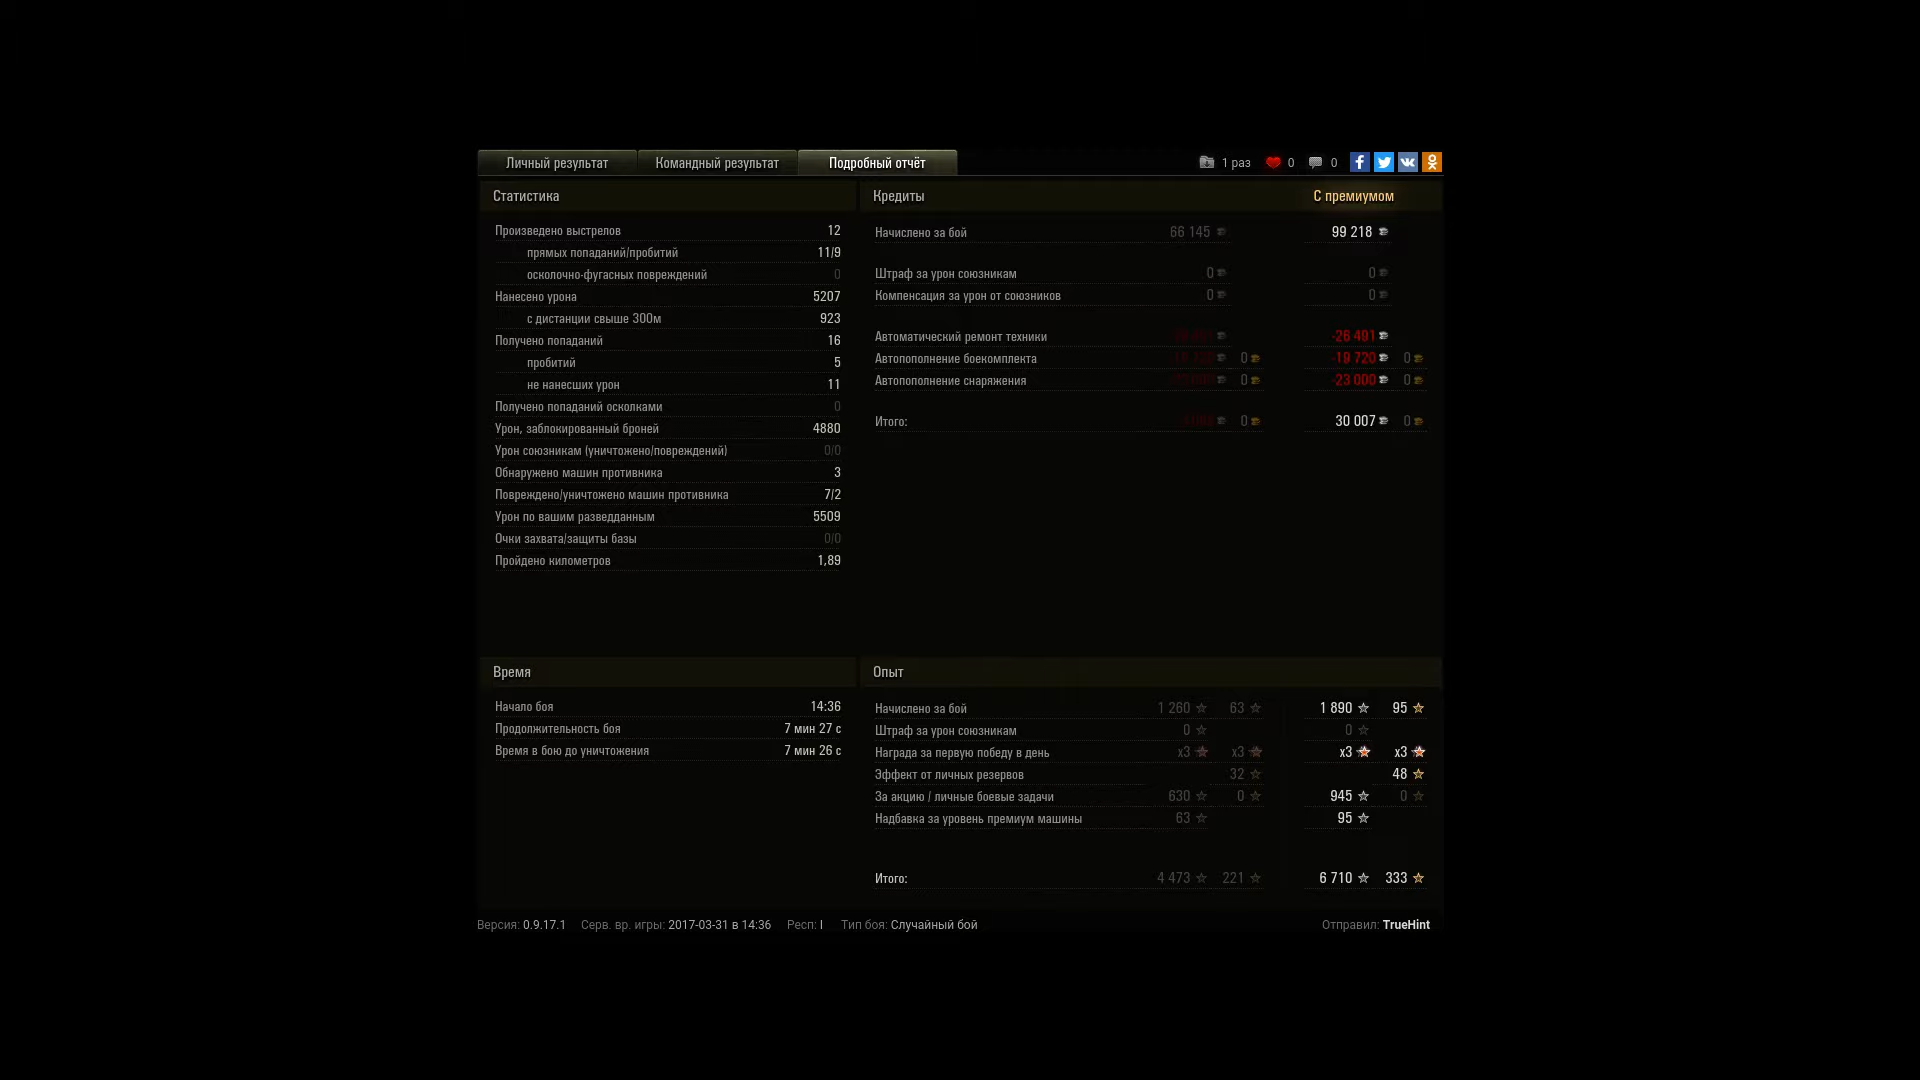 Личный результат Командный результат Подробный отчёт 1 раз 0 0
Статистика
Произведено выстрелов 12
прямых попаданий/пробитий 11/9
осколочно-фугасных повреждений 0
Нанесено урона 5207
с дистанции свыше 300м 923
Получено попаданий 16
пробитий 5
не нанесших урон 11
Получено попаданий осколками 0
Урон, заблокированный броней 4880
Урон союзникам (уничтожено/повреждений) 0/0
Обнаружено машин противника 3
Повреждено/уничтожено машин противника 7/2
Урон по вашим разведданным 5509
Очки захвата/защиты базы 0/0
Пройдено километров 1,89
Кредиты С премиумом
Начислено за бой 66 145 99 218
Штраф за урон союзникам 0 0
Компенсация за урон от союзников 0 0
Автоматический ремонт техники -26 491
Автопополнение боекомплекта 0 -19 720 0
Автопополнение снаряжения 0 -23 000 0
Итого: 0 30 007 0
Время
Начало боя 14:36
Продолжительность боя 7 мин 27 с
Время в бою до уничтожения 7 мин 26 с
Опыт
Начислено за бой 1 260 63 1 890 95
Штраф за урон союзникам 0 0
Награда за первую победу в день x3 x3 x3 x3
Эффект от личных резервов 32 48
За акцию / личные боевые задачи 630 0 945 0
Надбавка за уровень премиум машины 63 95
Итого: 4 473 221 6 710 333
Версия: 0.9.17.1 Серв. вр. игры: 2017-03-31 в 14:36 Респ: I Тип боя: Случайный бой Отправил: TrueHint